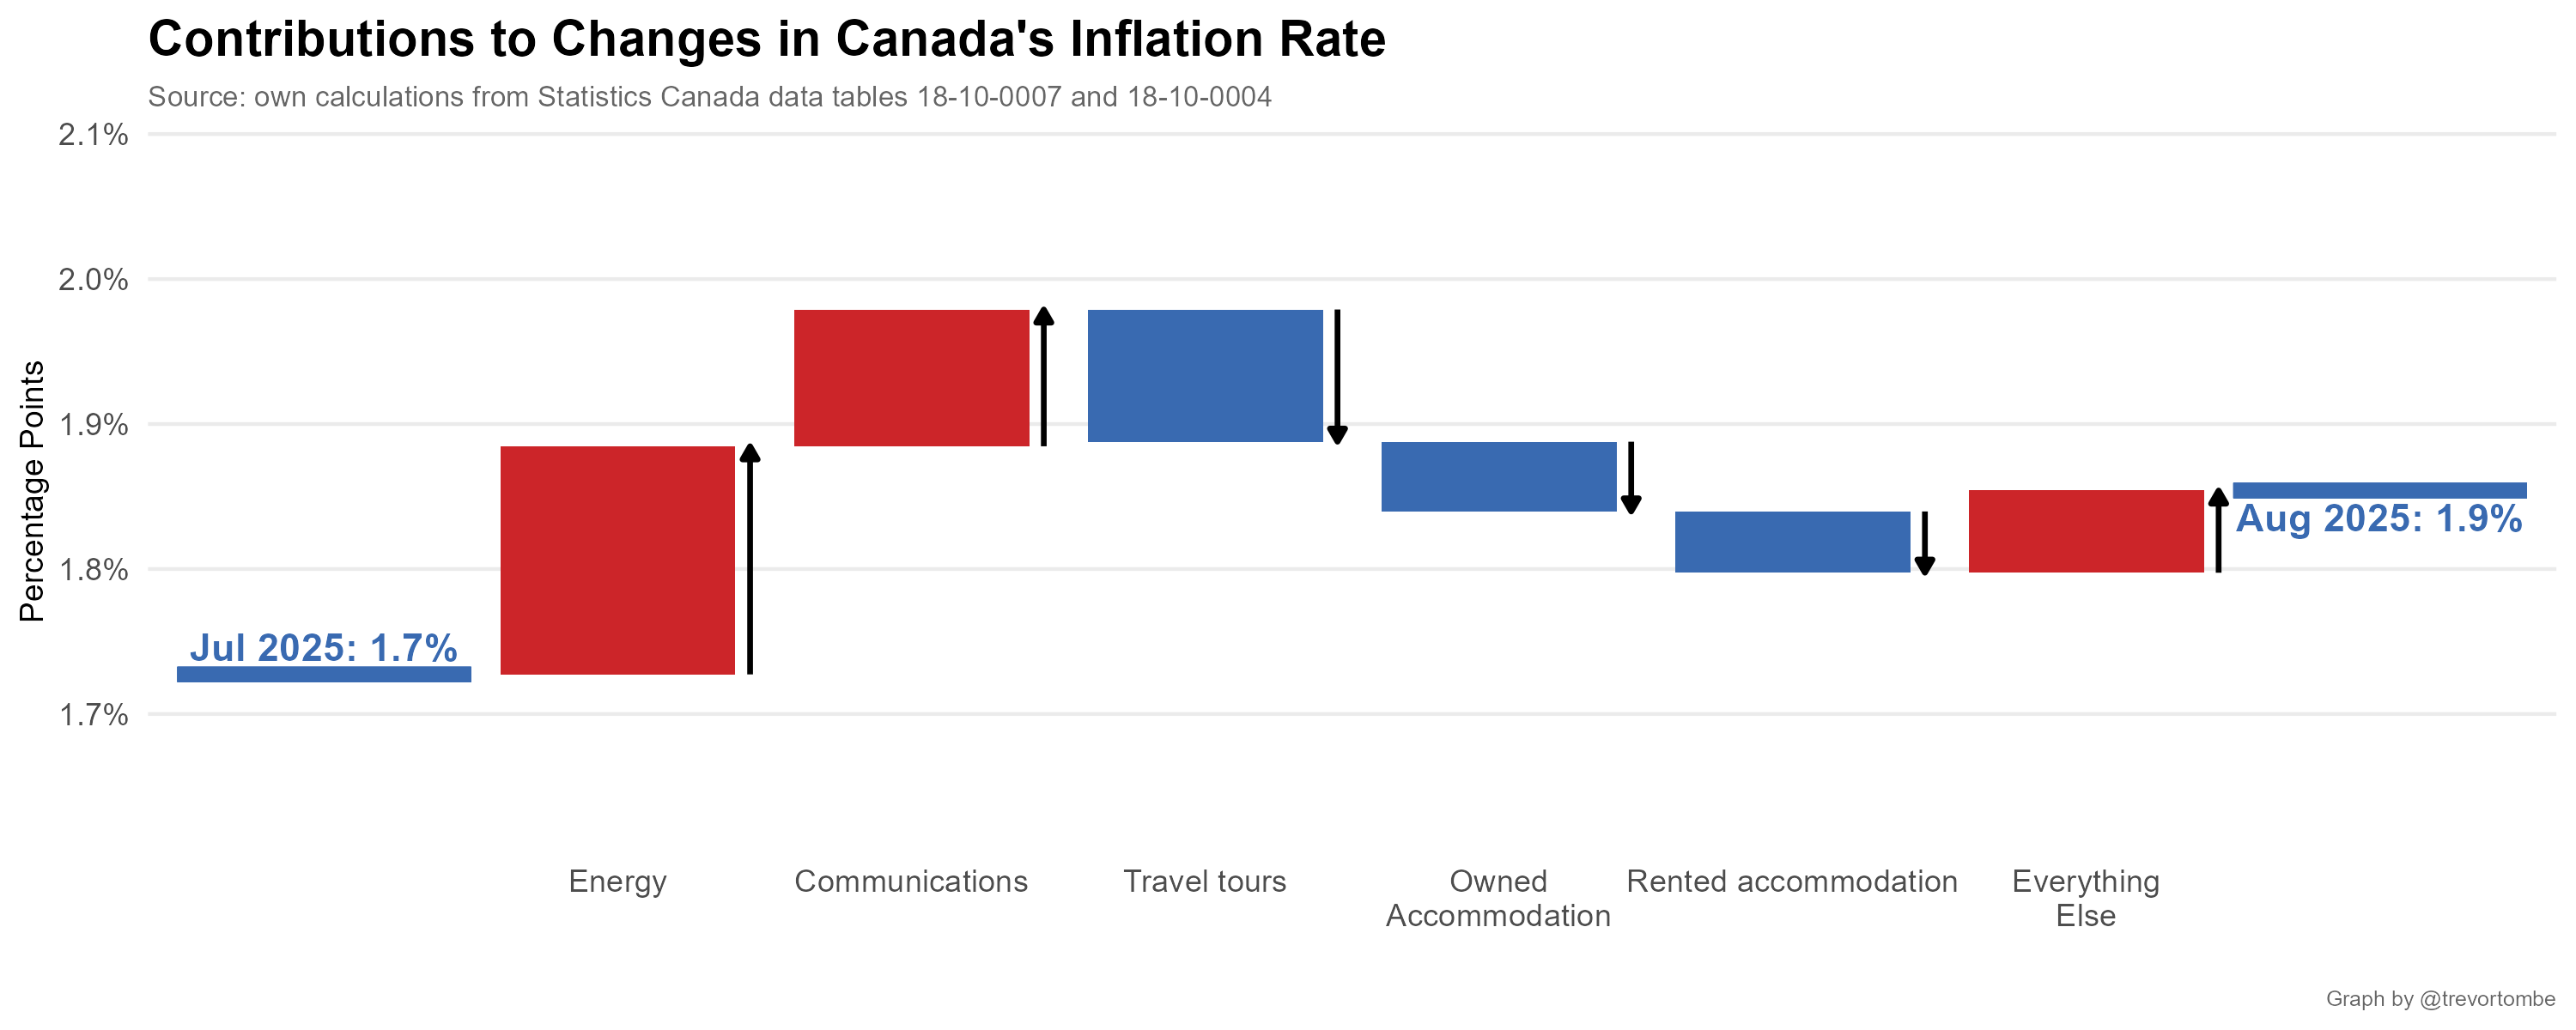 Contributions to Changes in Canada's Inflation Rate
Source: own calculations from Statistics Canada data tables 18-10-0007 and 18-10-0004
Percentage Points
2.1%
2.0%
1.9%
1.8%
1.7%
Jul 2025: 1.7%
Aug 2025: 1.9%
Energy
Communications
Travel tours
Owned
Accommodation
Rented accommodation
Everything
Else
Graph by @trevortombe